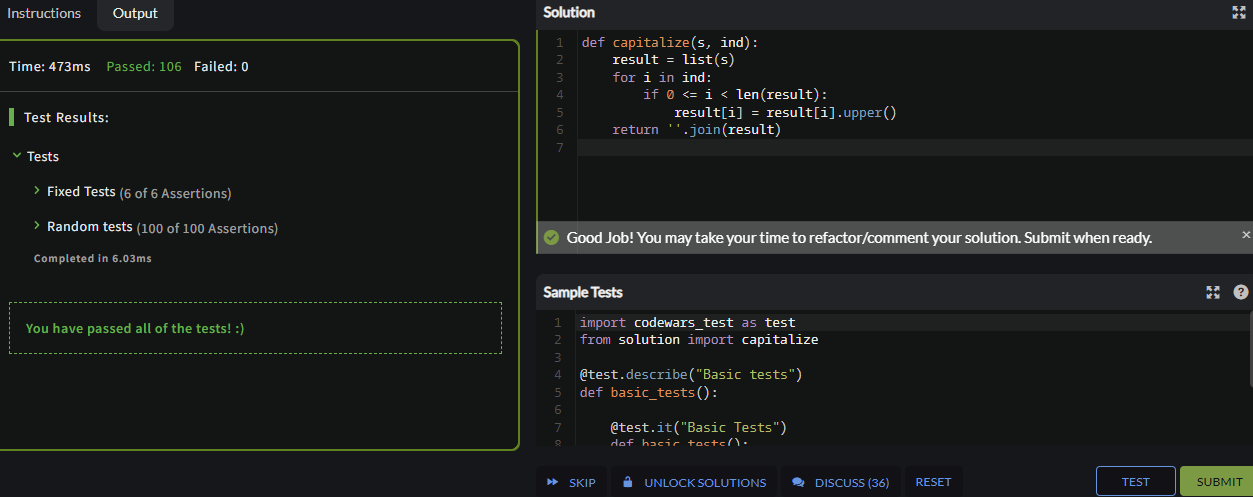 Instructions
Output
Time: 473ms Passed: 106 Failed: 0
Test Results:
Tests
Fixed Tests (6 of 6 Assertions)
Random tests (100 of 100 Assertions)
Completed in 6.03ms
You have passed all of the tests! :)
Solution
1 def capitalize(s, ind):
2     result = list(s)
3     for i in ind:
4         if 0 <= i < len(result):
5             result[i] = result[i].upper()
6     return ''.join(result)
7
Good Job! You may take your time to refactor/comment your solution. Submit when ready.
×
Sample Tests
?
1 import codewars_test as test
2 from solution import capitalize
3
4 @test.describe("Basic tests")
5 def basic_tests():
6
7     @test.it("Basic Tests")
8     def basic_tests():
SKIP
UNLOCK SOLUTIONS
DISCUSS (36)
RESET
TEST
SUBMIT